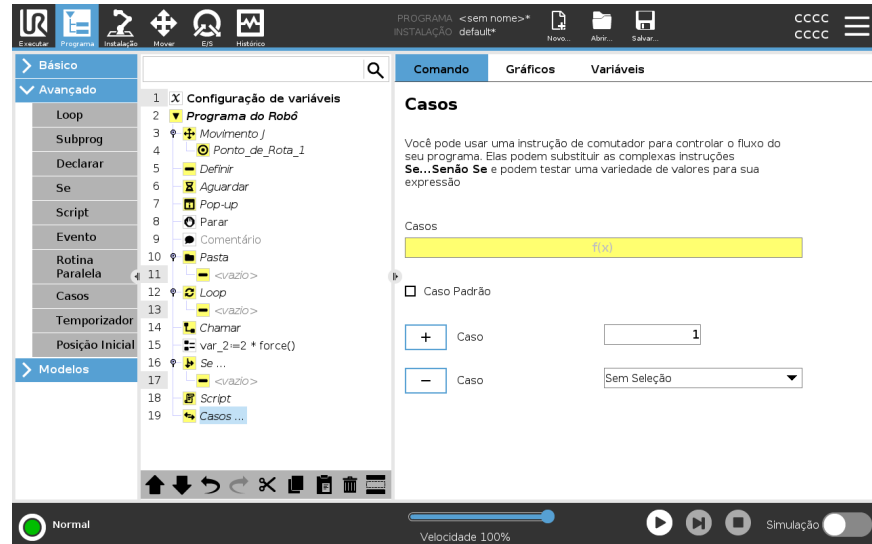 UR
Executar
Programa
Instalação
Mover
E/S
Histórico
PROGRAMA <sem nome>*
INSTALAÇÃO default*
Novo...
Abrir...
Salvar...
CCCC
CCCC
Básico
Avançado
Loop
Subprog
Declarar
Se
Script
Evento
Rotina
Paralela
Casos
Temporizador
Posição Inicial
Modelos
1 X Configuração de variáveis
2 Programa do Robô
3 Movimento J
4 Ponto_de_Rota_1
5 Definir
6 Aguardar
7 Pop-up
8 Parar
9 Comentário
10 Pasta
11 <vazio>
12 Loop
13 <vazio>
14 Chamar
15 var_2:=2 * force()
16 Se ...
17 <vazio>
18 Script
19 Casos ...
Comando Gráficos Variáveis
Casos
Você pode usar uma instrução de comutador para controlar o fluxo do
seu programa. Elas podem substituir as complexas instruções
Se...Senão Se e podem testar uma variedade de valores para sua
expressão
Casos
f(x)
Caso Padrão
+ Caso 1
− Caso Sem Seleção
Normal
Velocidade 100%
Simulação